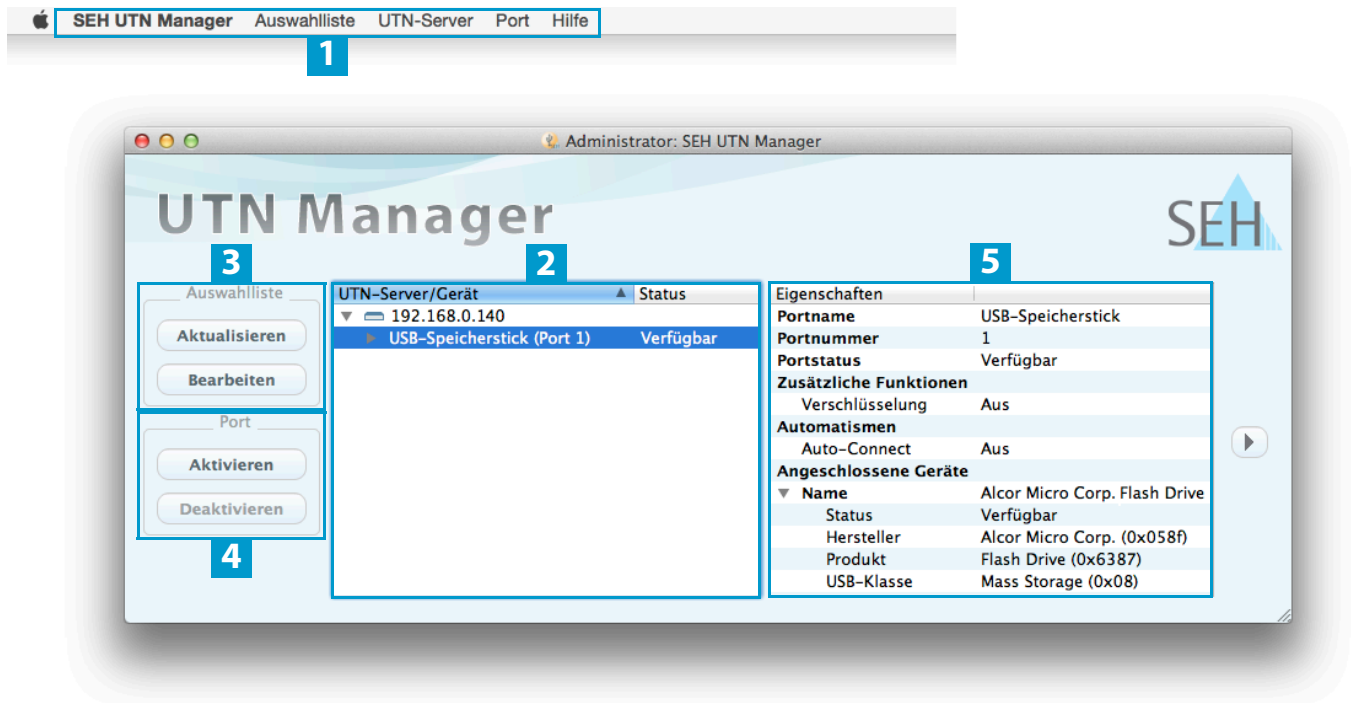 SEH UTN Manager Auswahlliste UTN-Server Port Hilfe
1
Administrator: SEH UTN Manager
UTN Manager
SEH
3
2
5
Auswahlliste
Aktualisieren
Bearbeiten
Port
Aktivieren
Deaktivieren
4
UTN-Server/Gerät Status
192.168.0.140
USB-Speicherstick (Port 1) Verfügbar
Eigenschaften
Portname USB-Speicherstick
Portnummer 1
Portstatus Verfügbar
Zusätzliche Funktionen
Verschlüsselung Aus
Automatismen
Auto-Connect Aus
Angeschlossene Geräte
Name Alcor Micro Corp. Flash Drive
Status Verfügbar
Hersteller Alcor Micro Corp. (0x058f)
Produkt Flash Drive (0x6387)
USB-Klasse Mass Storage (0x08)